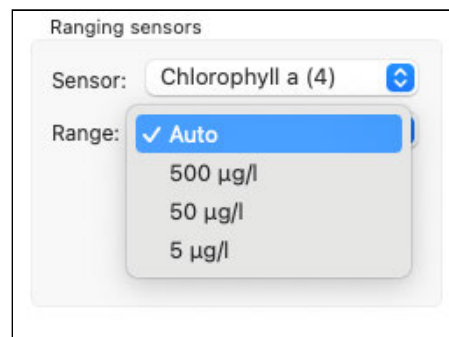 Ranging sensors
Sensor: Chlorophyll a (4)
Range: ✓ Auto
500 µg/l
50 µg/l
5 µg/l